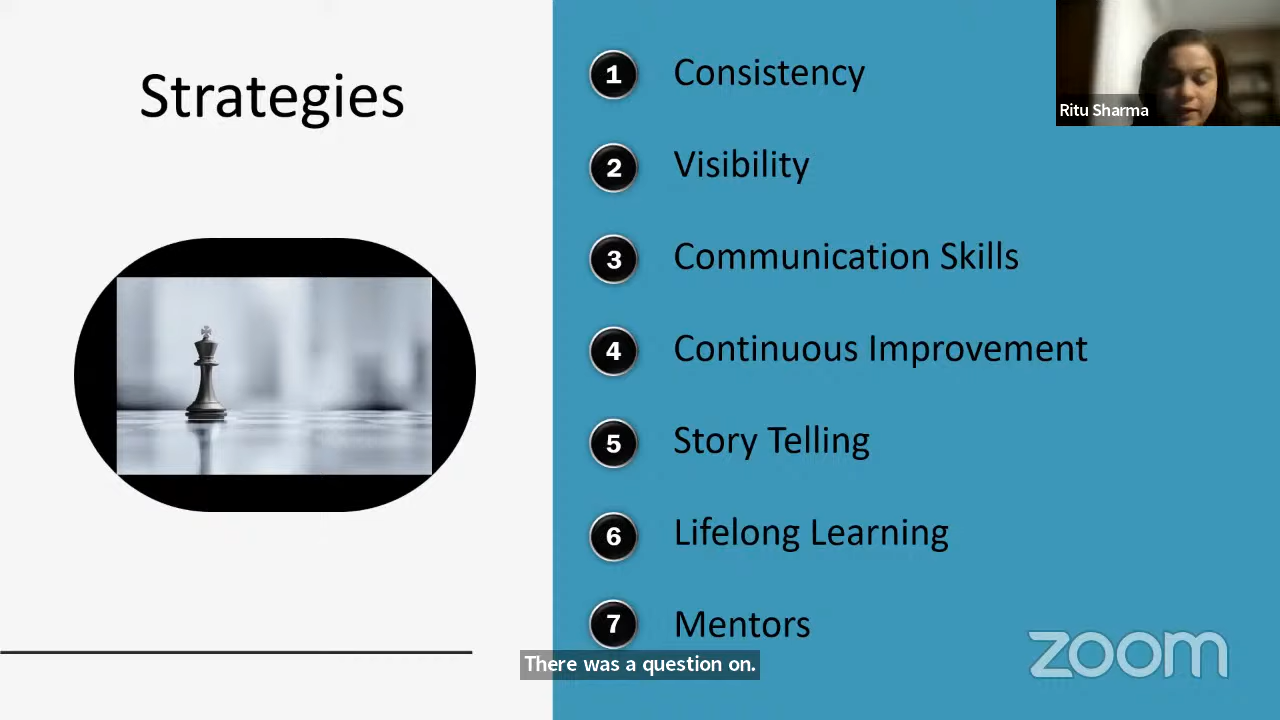 Strategies
1 Consistency
2 Visibility
3 Communication Skills
4 Continuous Improvement
5 Story Telling
6 Lifelong Learning
7 Mentors
Ritu Sharma
There was a question on.
zoom